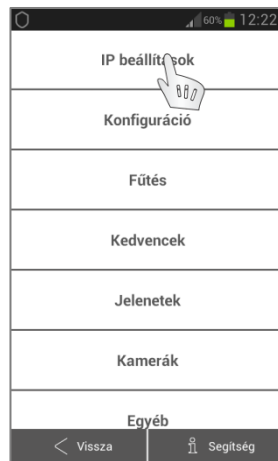 60% 12:22
IP beállítások
Konfiguráció
Fűtés
Kedvencek
Jelenetek
Kamerák
Egyéb
Vissza Segítség